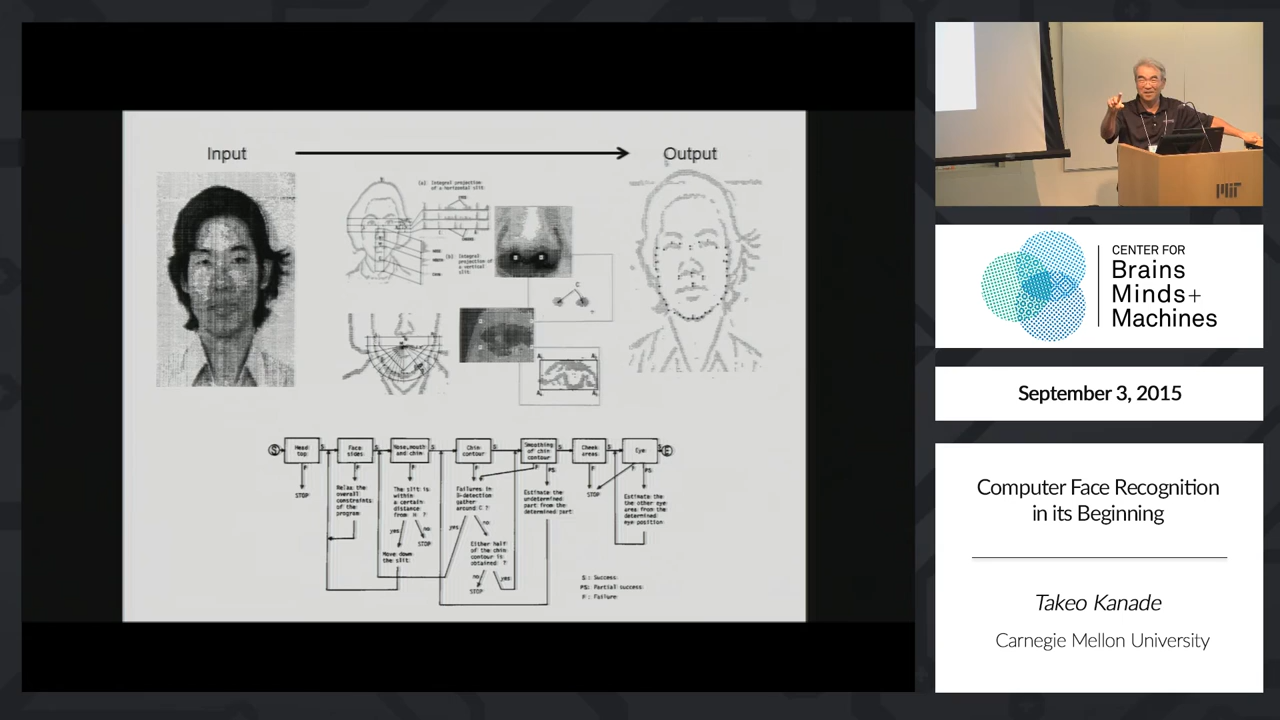 Input
Output
(a) Integral projection
of a horizontal slit
(b) Integral
projection of
a vertical
slit
C
S
Head
top
S
Face
sides
S
Nose,mouth
and chin
S
Chin
contour
S
Smoothing
of chin
contour
S
Cheek
areas
S
Eye
S
E
F
F
F
F
F
PS
F
F
PS
STOP
Relax the
overall
constraints
of the
program
The slit is
within
a certain
distance
from H ?
yes
no
STOP
Move down
the slit
Failures in
gather
around C ?
yes
no
Either half
of the chin
contour is
obtained ?
no
yes
STOP
Estimate the
undetermined
part from the
determined part
STOP
Estimate the
the other eye
area from the
determined
eye position
S : Success
PS: Partial success
F : Failure
MIT
CENTER FOR
Brains
Minds+
Machines
September 3, 2015
Computer Face Recognition
in its Beginning
Takeo Kanade
Carnegie Mellon University